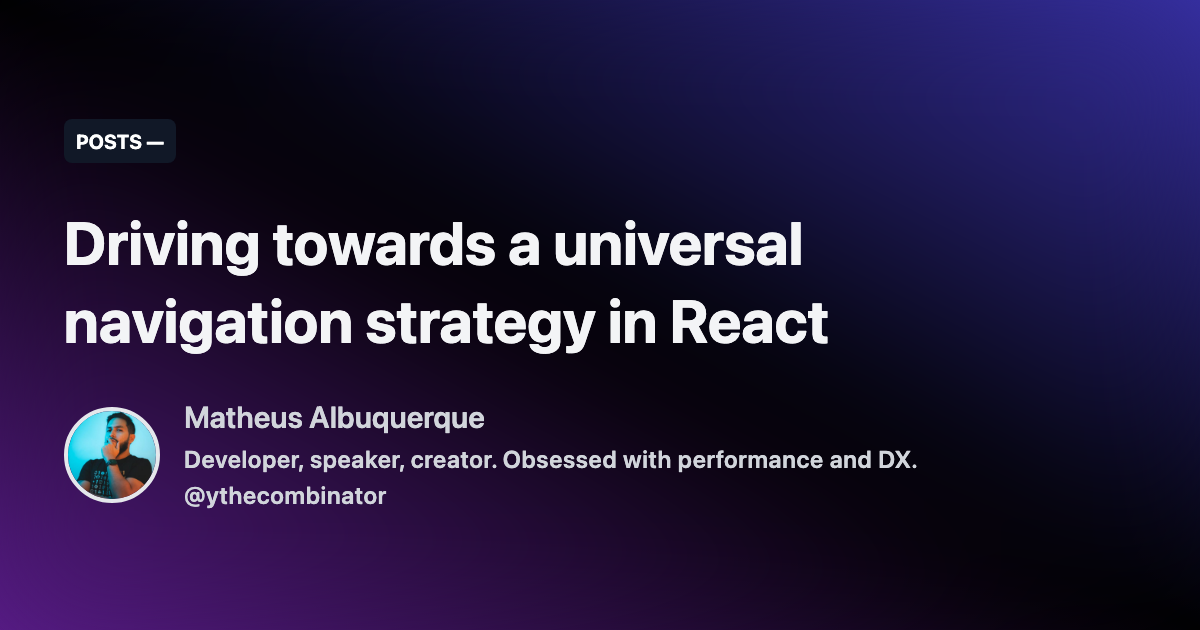 POSTS —
Driving towards a universal
navigation strategy in React
Matheus Albuquerque
Developer, speaker, creator. Obsessed with performance and DX.
@ythecombinator